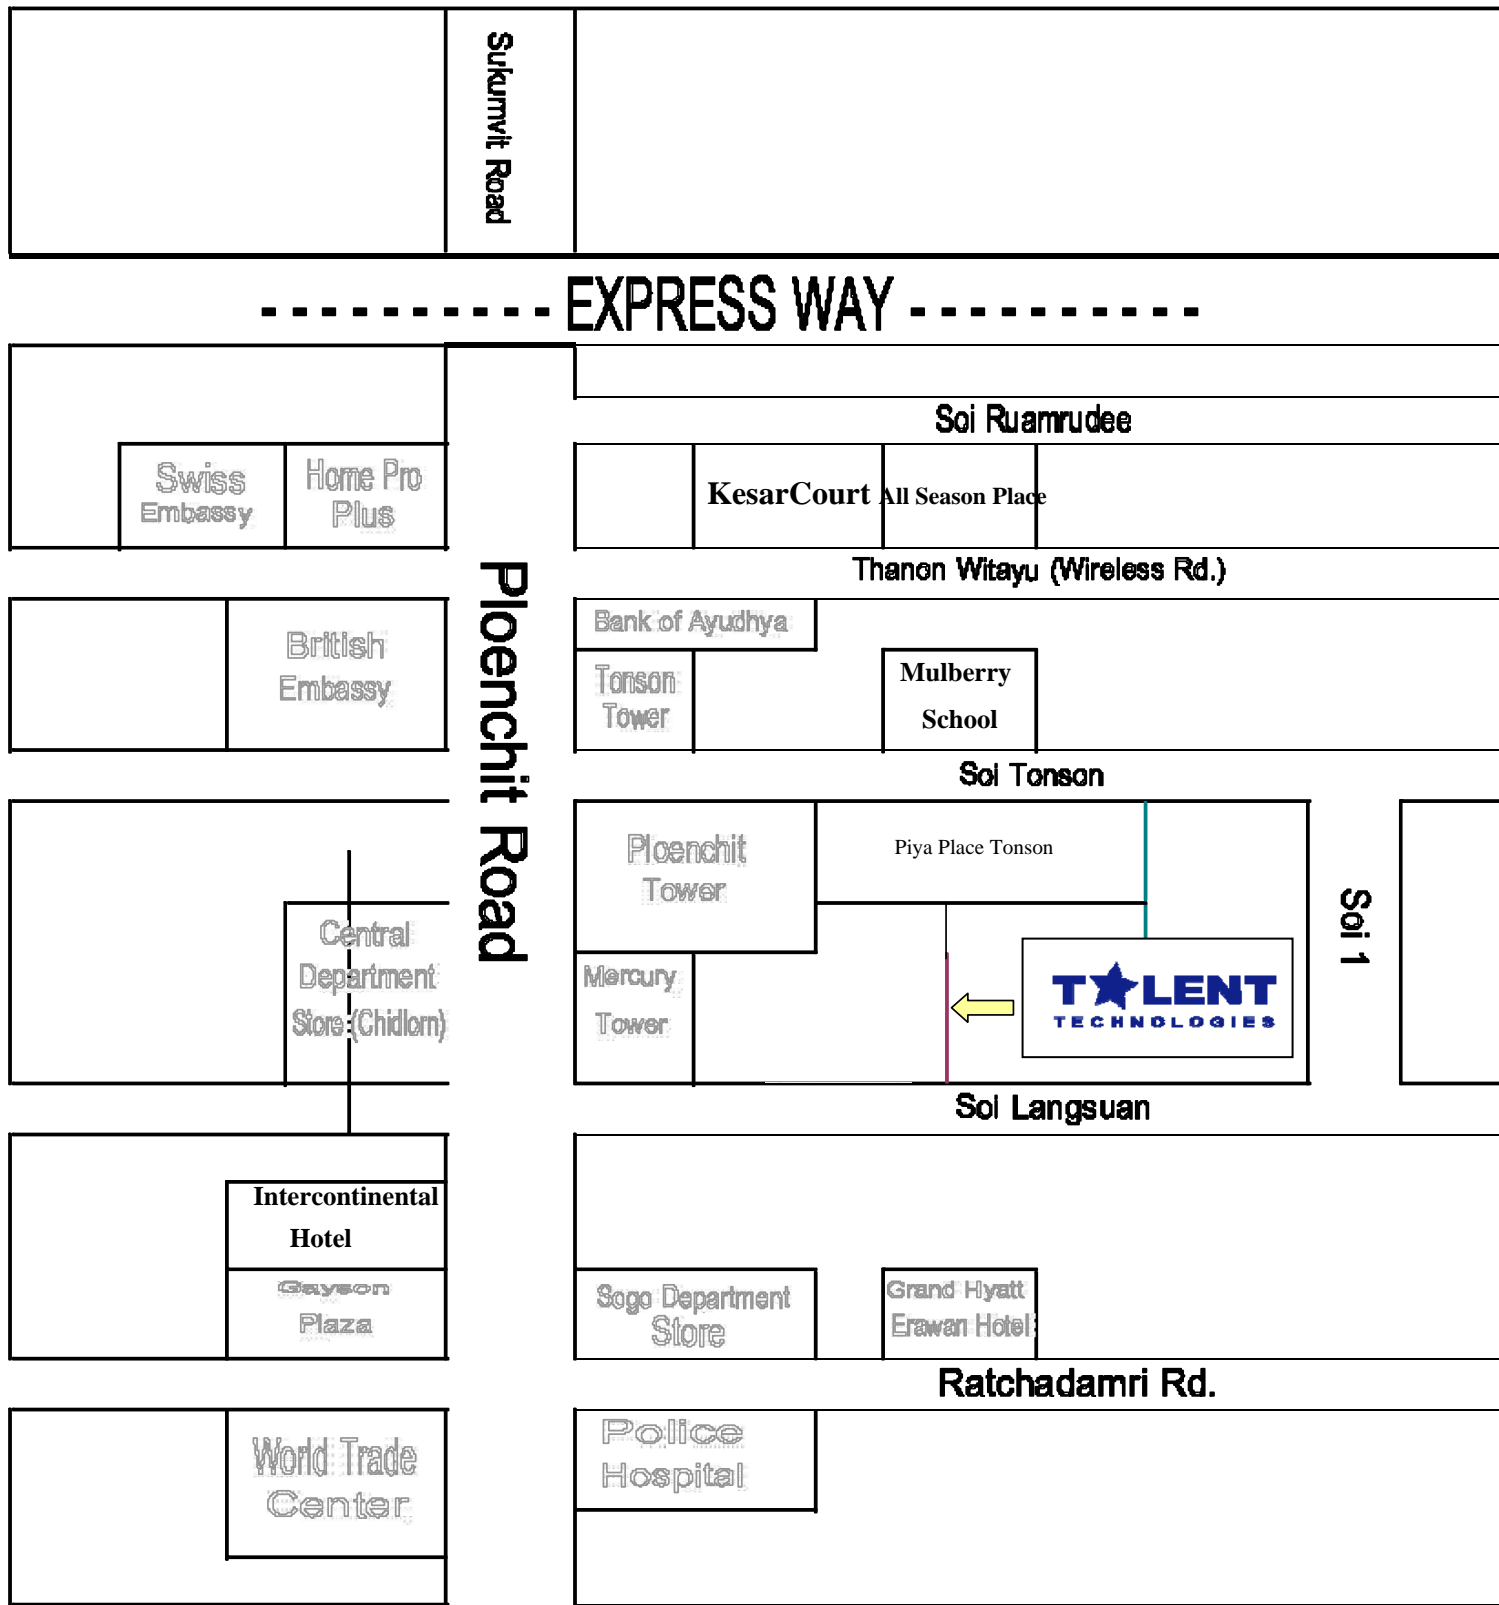 Sukumvit Road
EXPRESS WAY
Soi Ruamrudee
Swiss
Embassy
Home Pro
Plus
KesarCourt
All Season Place
Thanon Witayu (Wireless Rd.)
Ploenchit Road
British
Embassy
Bank of Ayudhya
Tonson
Tower
Mulberry
School
Soi Tonson
Ploenchit
Tower
Piya Place Tonson
Soi 1
Central
Department
Store (Chidlom)
Mercury
Tower
TALENT
TECHNOLOGIES
Soi Langsuan
Intercontinental
Hotel
Gayson
Plaza
Sogo Department
Store
Grand Hyatt
Erawan Hotel
Ratchadamri Rd.
World Trade
Center
Police
Hospital